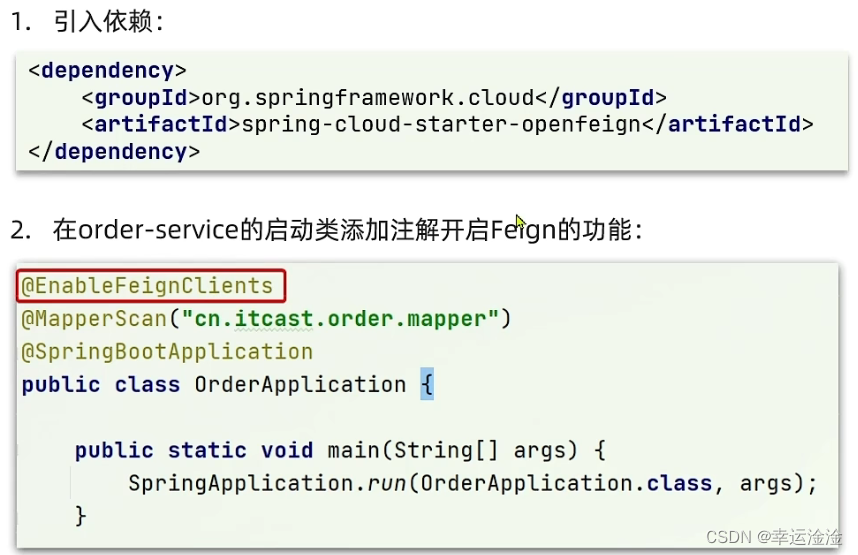 1. 引入依赖：
<dependency>
    <groupId>org.springframework.cloud</groupId>
    <artifactId>spring-cloud-starter-openfeign</artifactId>
</dependency>
2. 在order-service的启动类添加注解开启Feign的功能：
@EnableFeignClients
@MapperScan("cn.itcast.order.mapper")
@SpringBootApplication
public class OrderApplication {
    public static void main(String[] args) {
        SpringApplication.run(OrderApplication.class, args);
    }
CSDN @幸运淦淦